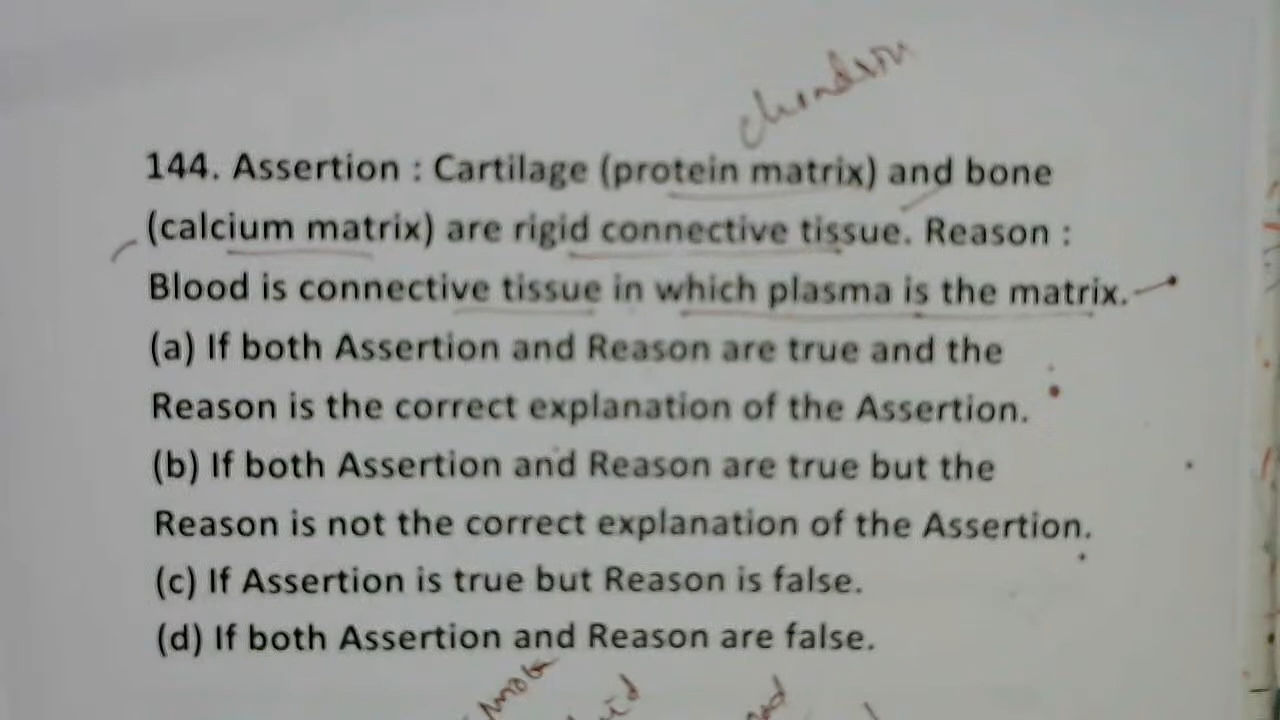 chondrin
144. Assertion : Cartilage (protein matrix) and bone
(calcium matrix) are rigid connective tissue. Reason :
Blood is connective tissue in which plasma is the matrix.
(a) If both Assertion and Reason are true and the
Reason is the correct explanation of the Assertion.
(b) If both Assertion and Reason are true but the
Reason is not the correct explanation of the Assertion.
(c) If Assertion is true but Reason is false.
(d) If both Assertion and Reason are false.